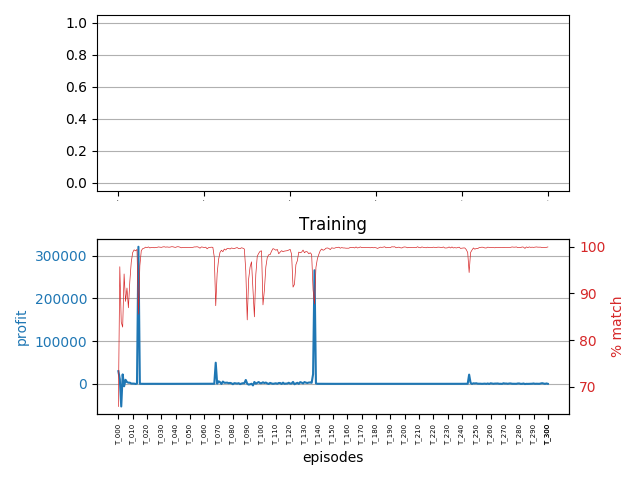 1.0
0.8
0.6
0.4
0.2
0.0
Training
300000
200000
100000
0
profit
100
90
80
70
% match
T_000
T_010
T_020
T_030
T_040
T_050
T_060
T_070
T_080
T_090
T_100
T_110
T_120
T_130
T_140
T_150
T_160
T_170
T_180
T_190
T_200
T_210
T_220
T_230
T_240
T_250
T_260
T_270
T_280
T_290
T_300
episodes